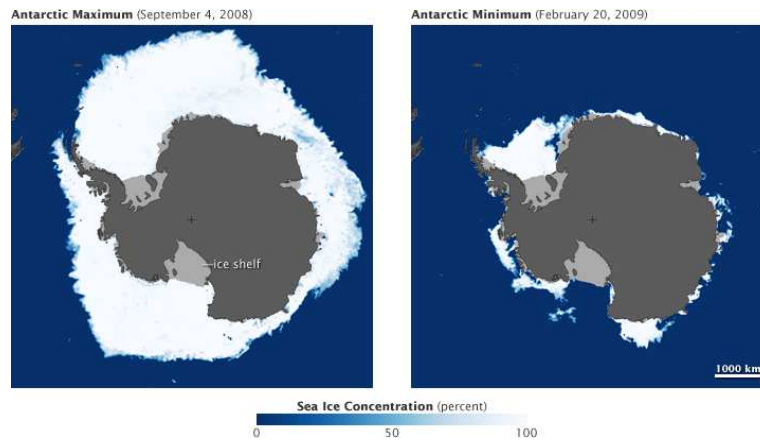 Antarctic Maximum (September 4, 2008)
Antarctic Minimum (February 20, 2009)
ice shelf
1000 km
Sea Ice Concentration (percent)
0 50 100